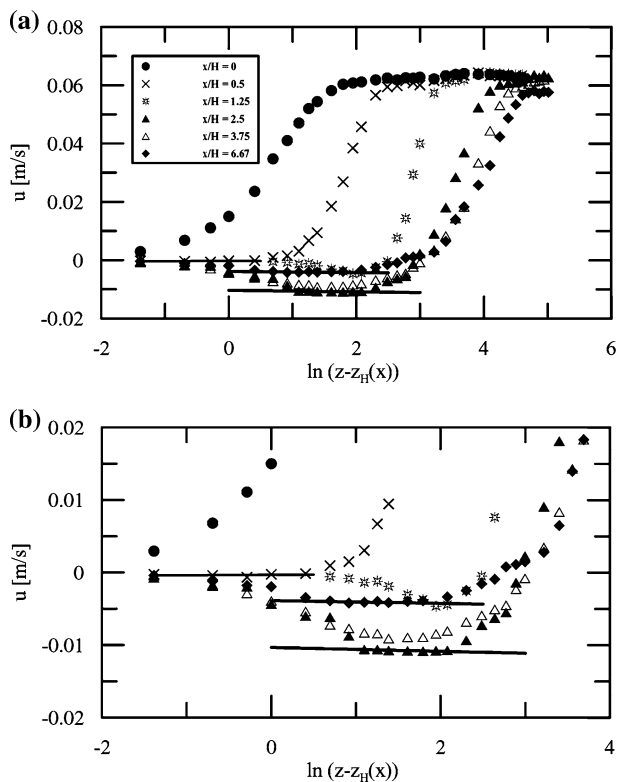 (a)
0.08
0.06
0.04
0.02
0
-0.02
u [m/s]
x/H = 0
x/H = 0.5
x/H = 1.25
x/H = 2.5
x/H = 3.75
x/H = 6.67
-2 0 2 4 6
ln (z-zH(x))
(b)
0.02
0.01
0
-0.01
-0.02
u [m/s]
-2 0 2 4
ln (z-zH(x))